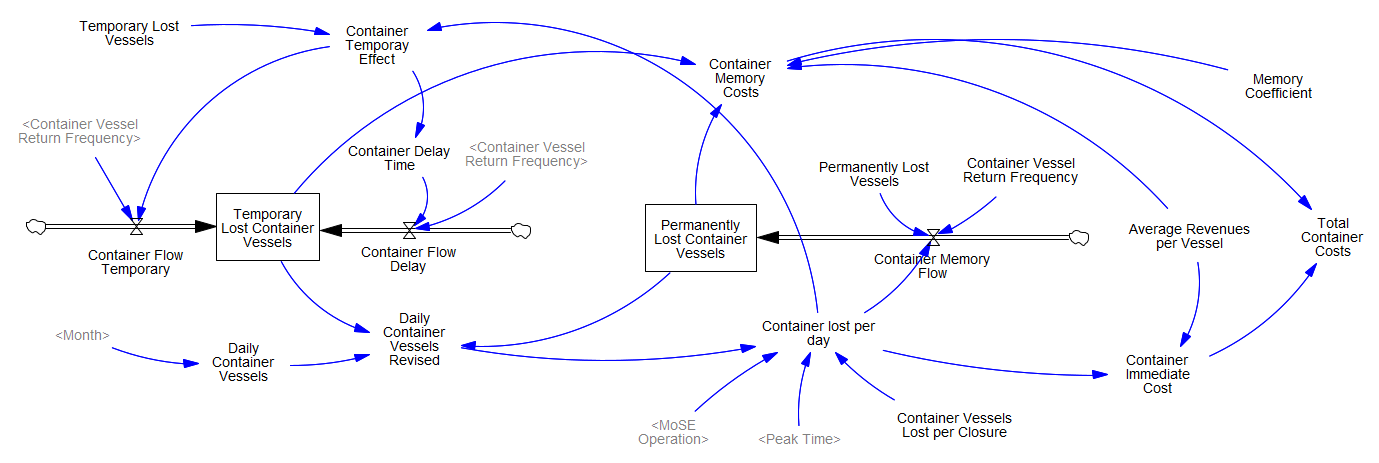 Temporary Lost
Vessels
Container
Temporay
Effect
Container
Memory
Costs
Memory
Coefficient
<Container Vessel
Return Frequency>
Container Delay
Time
<Container Vessel
Return Frequency>
Permanently Lost
Vessels
Container Vessel
Return Frequency
Temporary
Lost Container
Vessels
Permanently
Lost Container
Vessels
Average Revenues
per Vessel
Total
Container
Costs
Container Flow
Temporary
Container Flow
Delay
Container Memory
Flow
<Month>
Daily
Container
Vessels
Daily
Container
Vessels
Revised
Container lost per
day
Container
Immediate
Cost
<MoSE
Operation>
<Peak Time>
Container Vessels
Lost per Closure